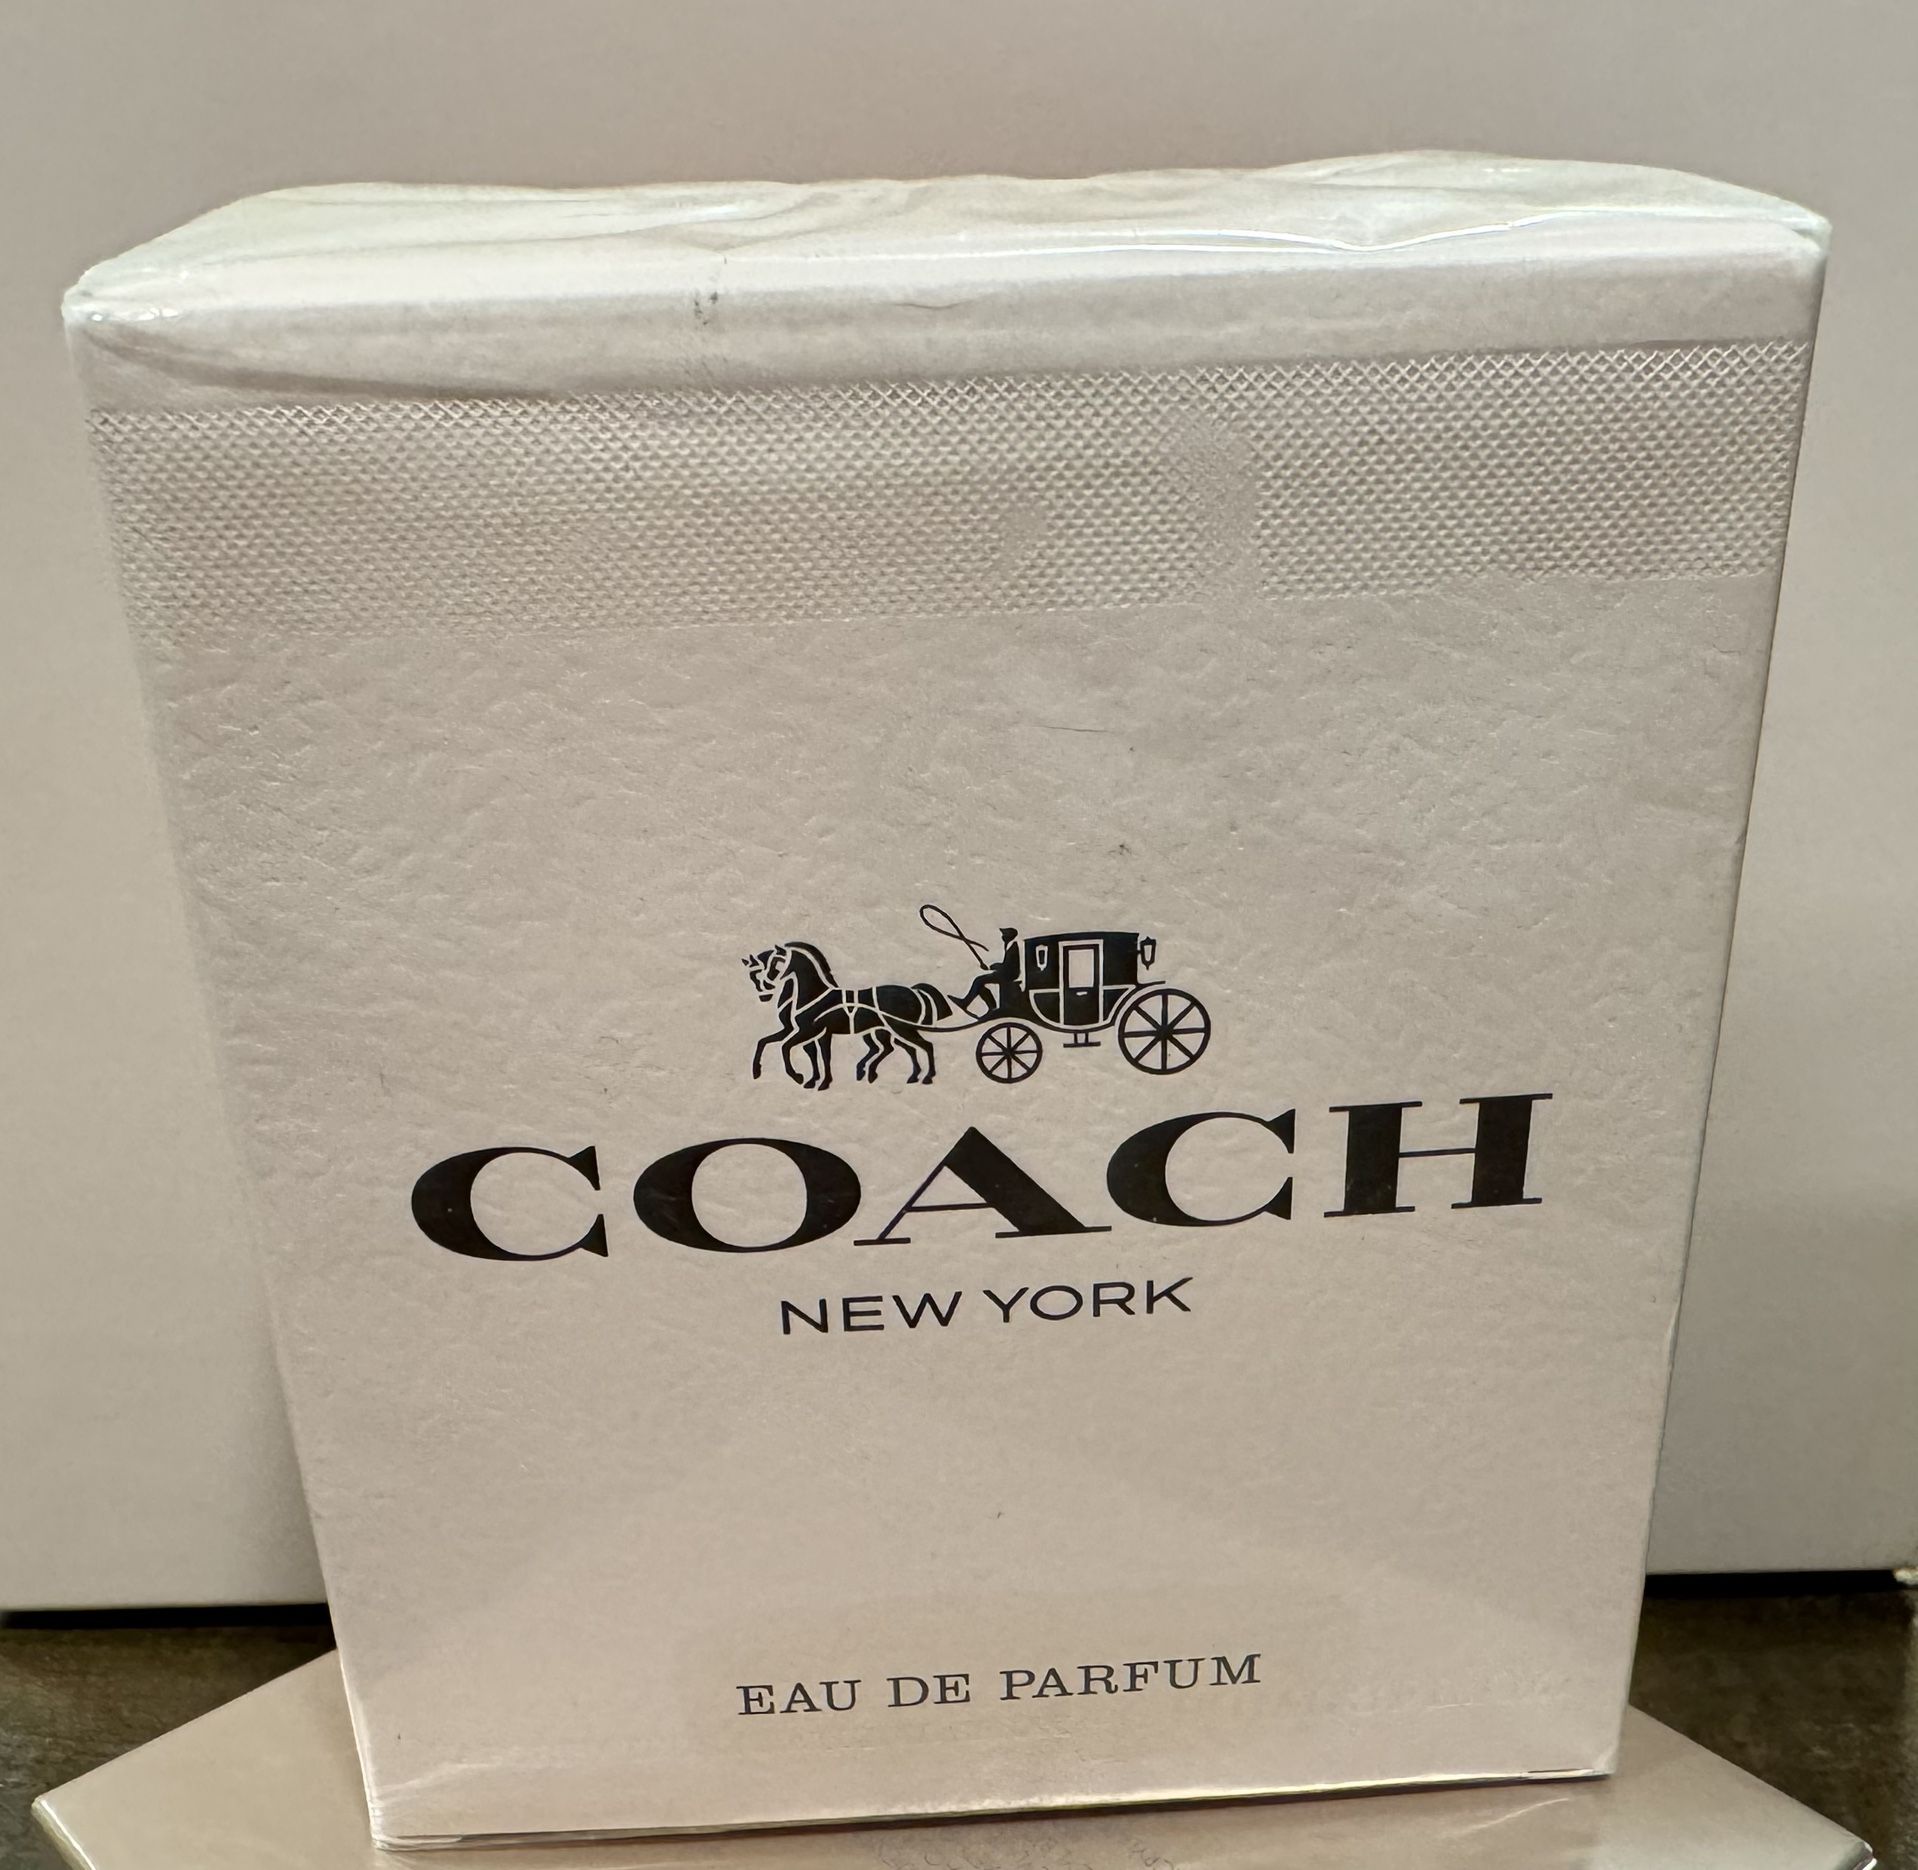 COACH
NEW YORK
EAU DE PARFUM